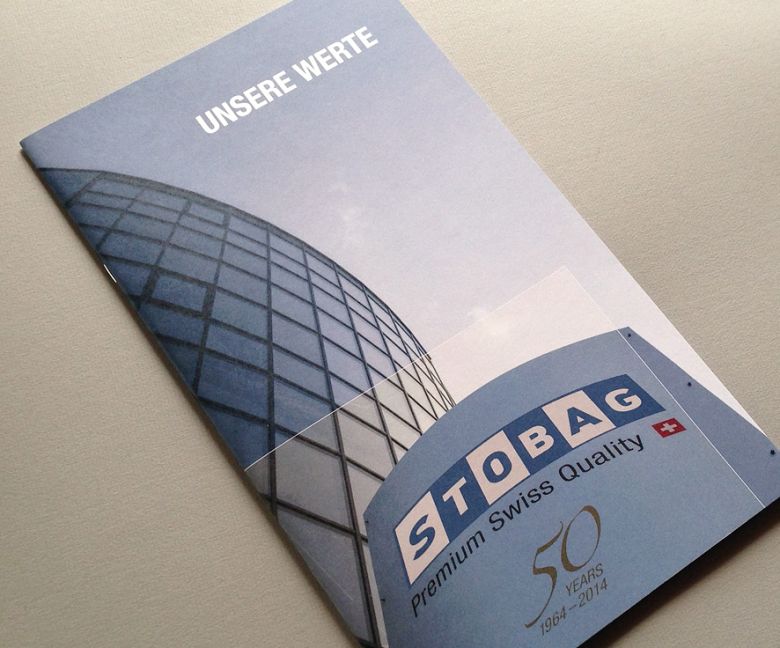 UNSERE WERTE
STOBAG
Premium Swiss Quality
50
YEARS
1964–2014